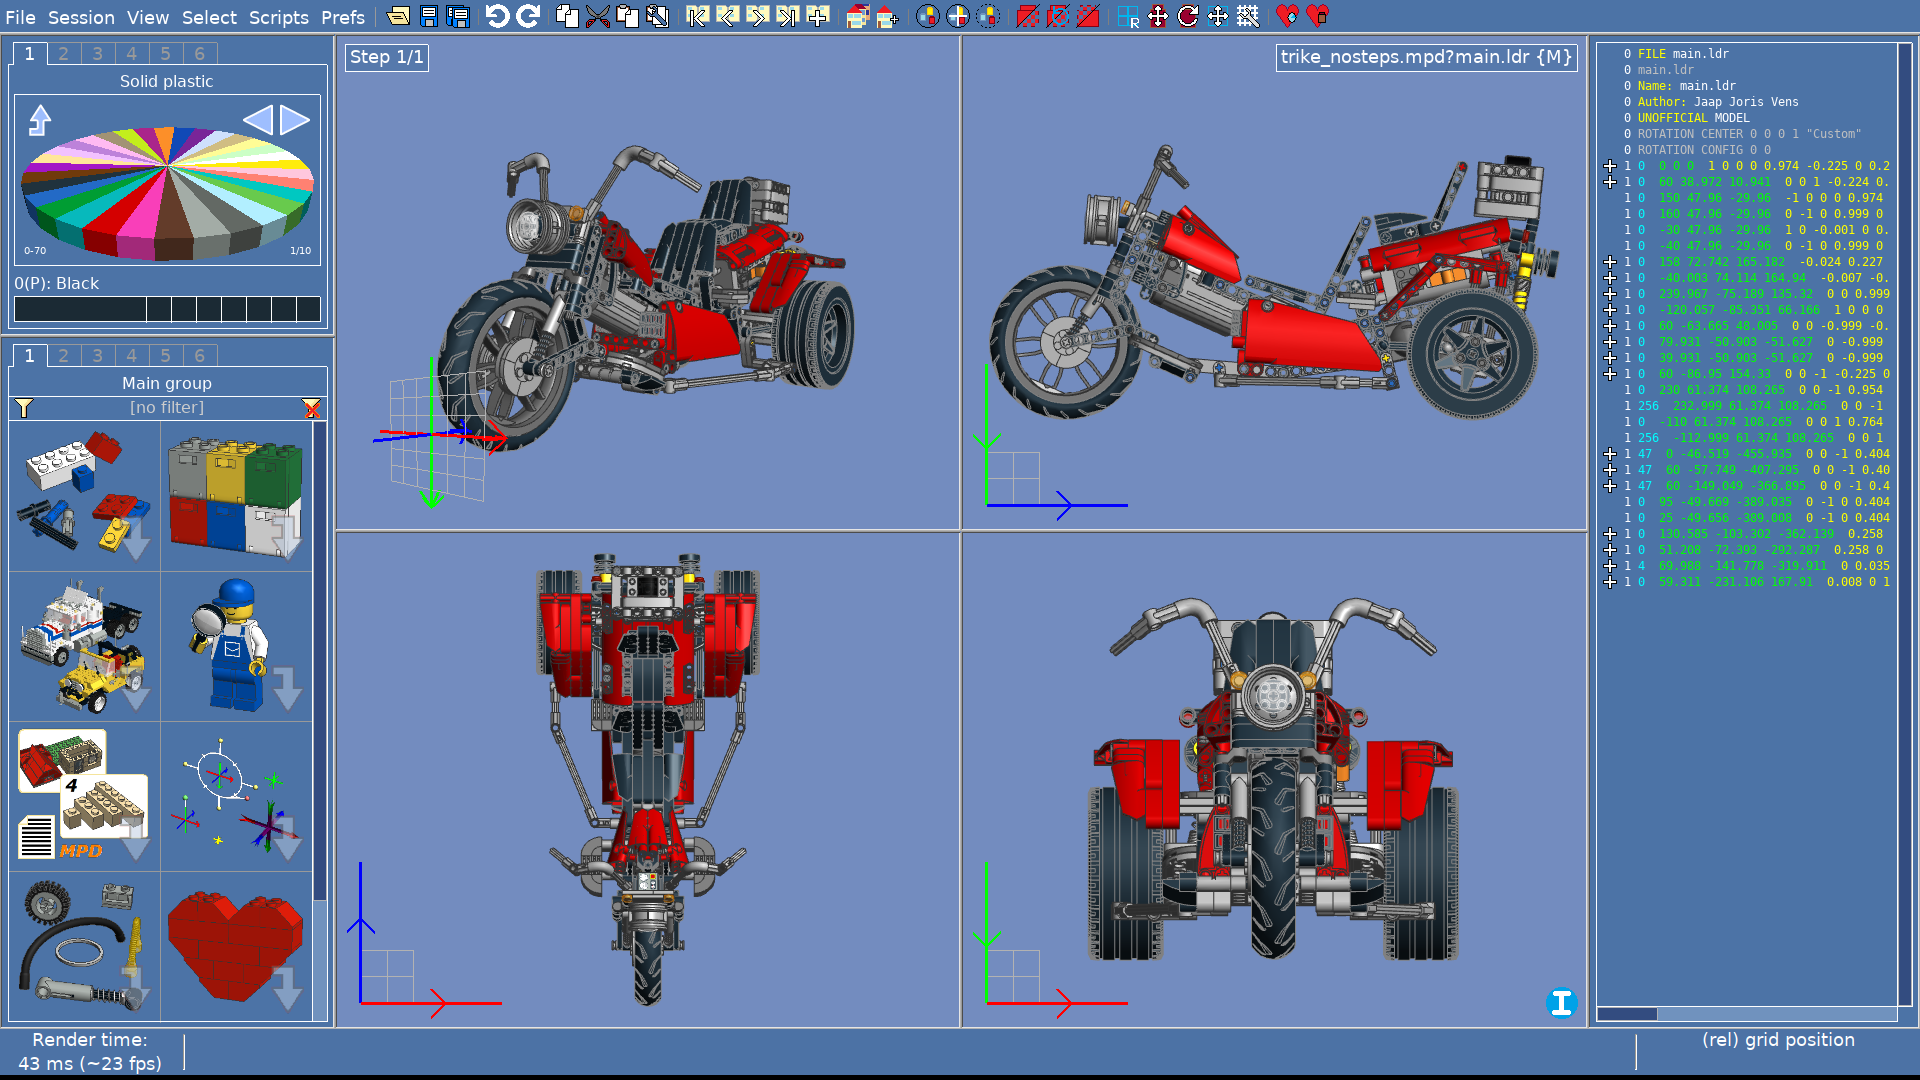 File Session View Select Scripts Prefs
1 2 3 4 5 6
Solid plastic
0-70
1/10
0(P): Black
1 2 3 4 5 6
Main group
[no filter]
4
MPD
Step 1/1
trike_nosteps.mpd?main.ldr {M}
R
0 FILE main.ldr
0 main.ldr
0 Name: main.ldr
0 Author: Jaap Joris Vens
0 UNOFFICIAL MODEL
0 ROTATION CENTER 0 0 0 1 "Custom"
0 ROTATION CONFIG 0 0
1 0 0 0 0 1 0 0 0 0.974 -0.225 0 0.2
1 0 60 38.972 10.941 0 0 1 -0.224 0.
1 0 150 47.96 -29.96 -1 0 0 0 0.974
1 0 160 47.96 -29.96 0 -1 0 0.999 0
1 0 -30 47.96 -29.96 1 0 -0.001 0 0.
1 0 -40 47.96 -29.96 0 -1 0 0.999 0
1 0 158 72.742 165.182 -0.024 0.227
1 0 -40.003 74.114 164.94 -0.007 -0.
1 0 239.967 -75.189 135.32 0 0 0.999
1 0 -120.057 -85.351 66.166 1 0 0 0
1 0 60 -63.665 48.005 0 0 -0.999 -0.
1 0 79.931 -50.903 -51.627 0 -0.999
1 0 39.931 -50.903 -51.627 0 -0.999
1 0 60 -86.95 154.33 0 0 -1 -0.225 0
1 0 230 61.374 108.265 0 0 -1 0.954
1 256 232.999 61.374 108.265 0 0 -1
1 0 -110 61.374 108.265 0 0 1 0.764
1 256 -112.999 61.374 108.265 0 0 1
1 47 0 -46.519 -455.935 0 0 -1 0.404
1 47 60 -57.749 -407.295 0 0 -1 0.40
1 47 60 -149.049 -366.895 0 0 -1 0.4
1 0 95 -49.669 -389.035 0 -1 0 0.404
1 0 25 -49.656 -389.008 0 -1 0 0.404
1 0 130.585 -103.302 -362.139 0.258
1 0 51.208 -72.393 -292.287 0.258 0
1 4 69.988 -141.778 -319.911 0 0.035
1 0 59.311 -231.106 167.91 0.008 0 1
Render time:
43 ms (~23 fps)
(rel) grid position